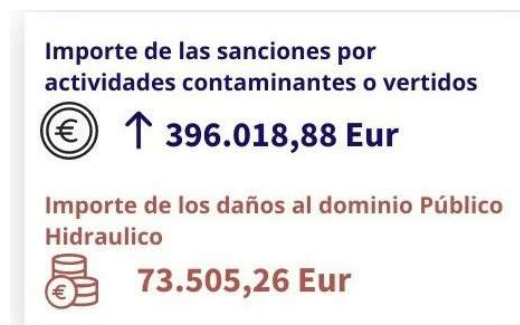 Importe de las sanciones por
actividades contaminantes o vertidos
€ ↑ 396.018,88 Eur
Importe de los daños al dominio Público
Hidraulico
€ 73.505,26 Eur